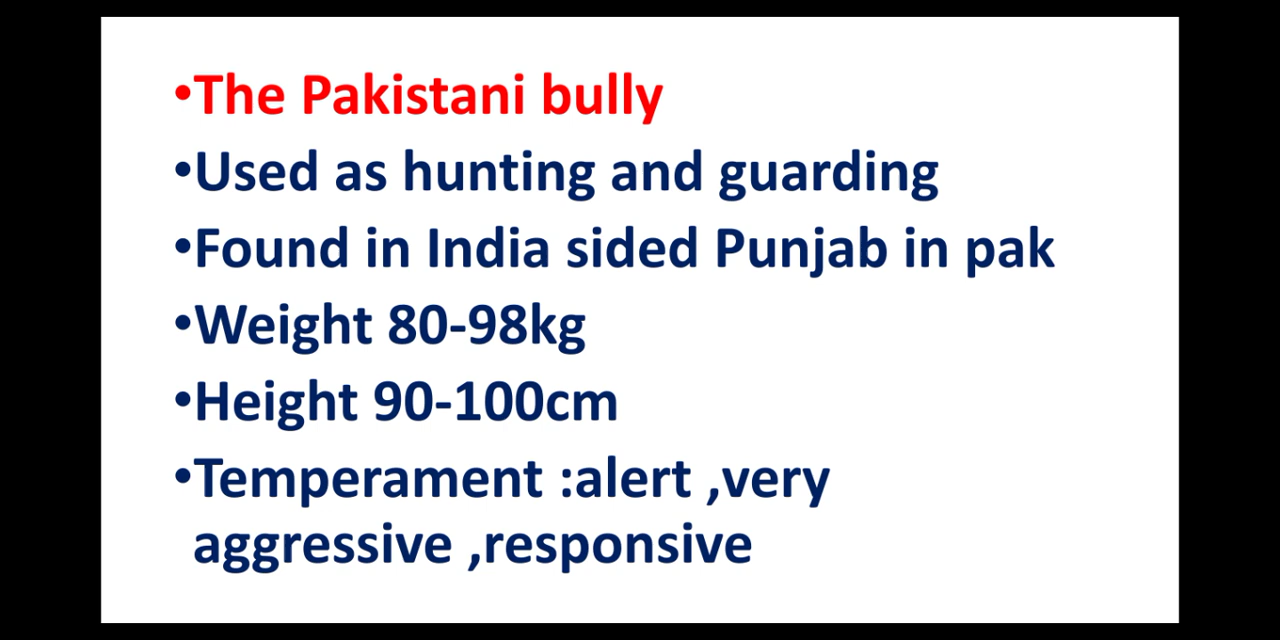 •The Pakistani bully
•Used as hunting and guarding
•Found in India sided Punjab in pak
•Weight 80-98kg
•Height 90-100cm
•Temperament :alert ,very
aggressive ,responsive